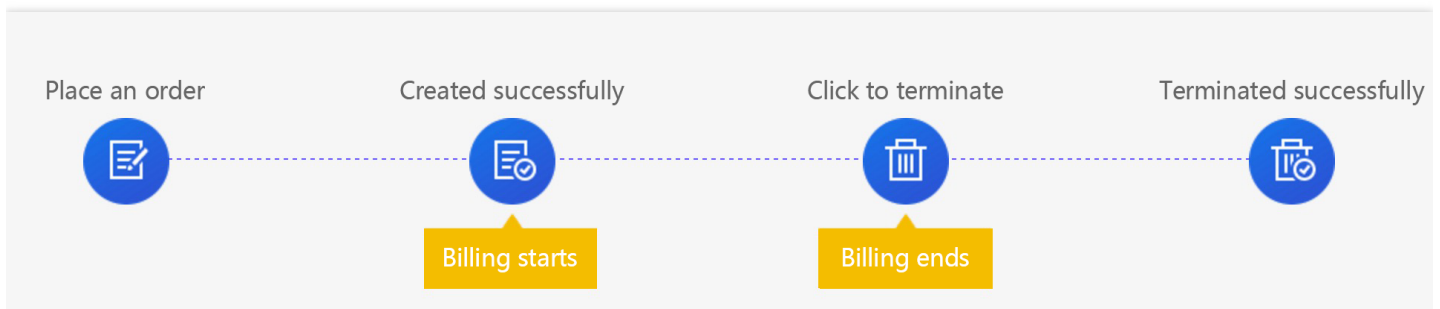 Place an order
Created successfully
Click to terminate
Terminated successfully
Billing starts
Billing ends